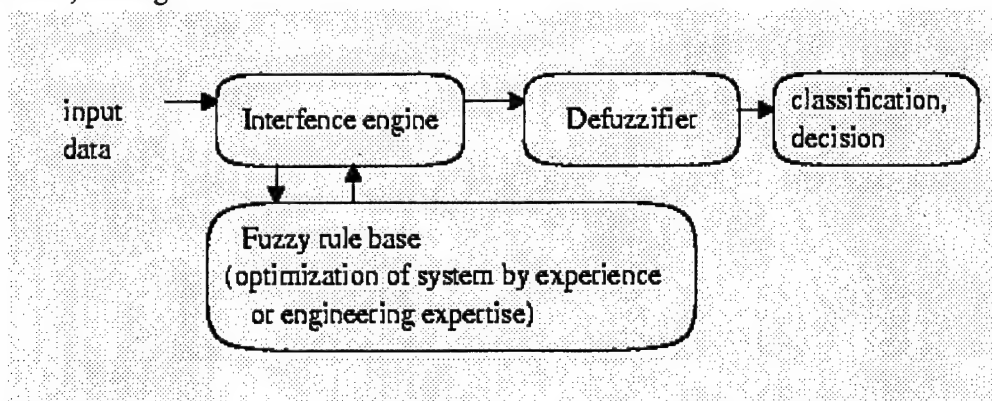 input
data
Interfence engine
Defuzzifier
classification,
decision
Fuzzy rule base
(optimization of system by experience
or engineering expertise)